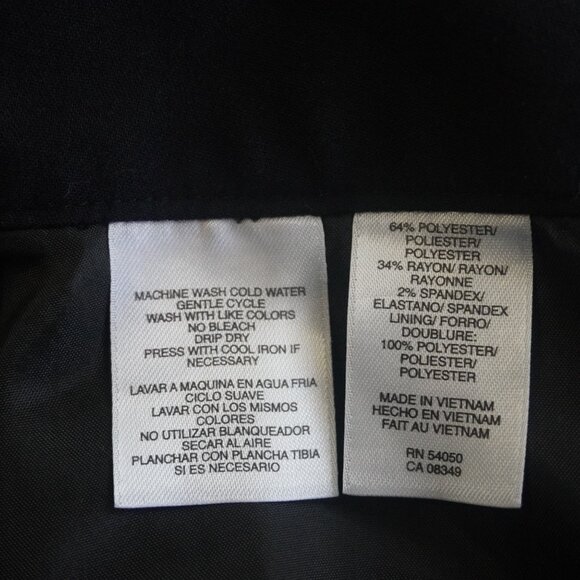 MACHINE WASH COLD WATER
GENTLE CYCLE
WASH WITH LIKE COLORS
NO BLEACH
DRIP DRY
PRESS WITH COOL IRON IF
NECESSARY
LAVAR A MAQUINA EN AGUA FRIA
CICLO SUAVE
LAVAR CON LOS MISMOS
COLORES
NO UTILIZAR BLANQUEADOR
SECAR AL AIRE
PLANCHAR CON PLANCHA TIBIA
SI ES NECESARIO
64% POLYESTER/
POLIESTER/
POLYESTER
34% RAYON/ RAYON/
RAYONNE
2% SPANDEX/
ELASTANO/ SPANDEX
LINING/ FORRO/
DOUBLURE:
100% POLYESTER/
POLIESTER/
POLYESTER
MADE IN VIETNAM
HECHO EN VIETNAM
FAIT AU VIETNAM
RN 54050
CA 08349